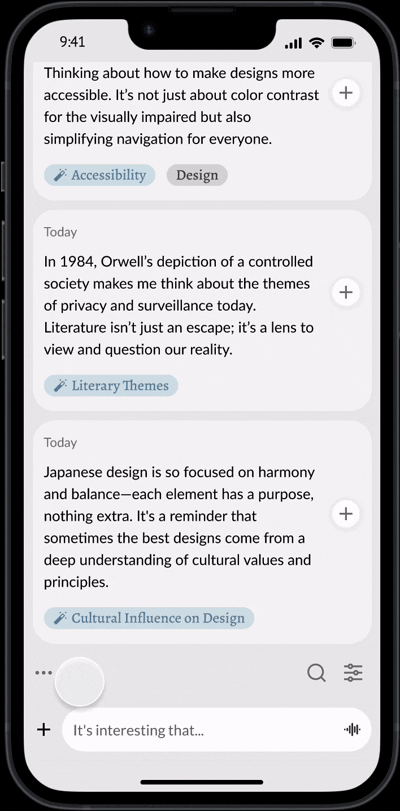 9:41
Thinking about how to make designs more
accessible. It’s not just about color contrast
for the visually impaired but also
simplifying navigation for everyone.
Accessibility
Design
Today
In 1984, Orwell’s depiction of a controlled
society makes me think about the themes
of privacy and surveillance today.
Literature isn’t just an escape; it’s a lens to
view and question our reality.
Literary Themes
Today
Japanese design is so focused on harmony
and balance—each element has a purpose,
nothing extra. It's a reminder that
sometimes the best designs come from a
deep understanding of cultural values and
principles.
Cultural Influence on Design
It's interesting that...